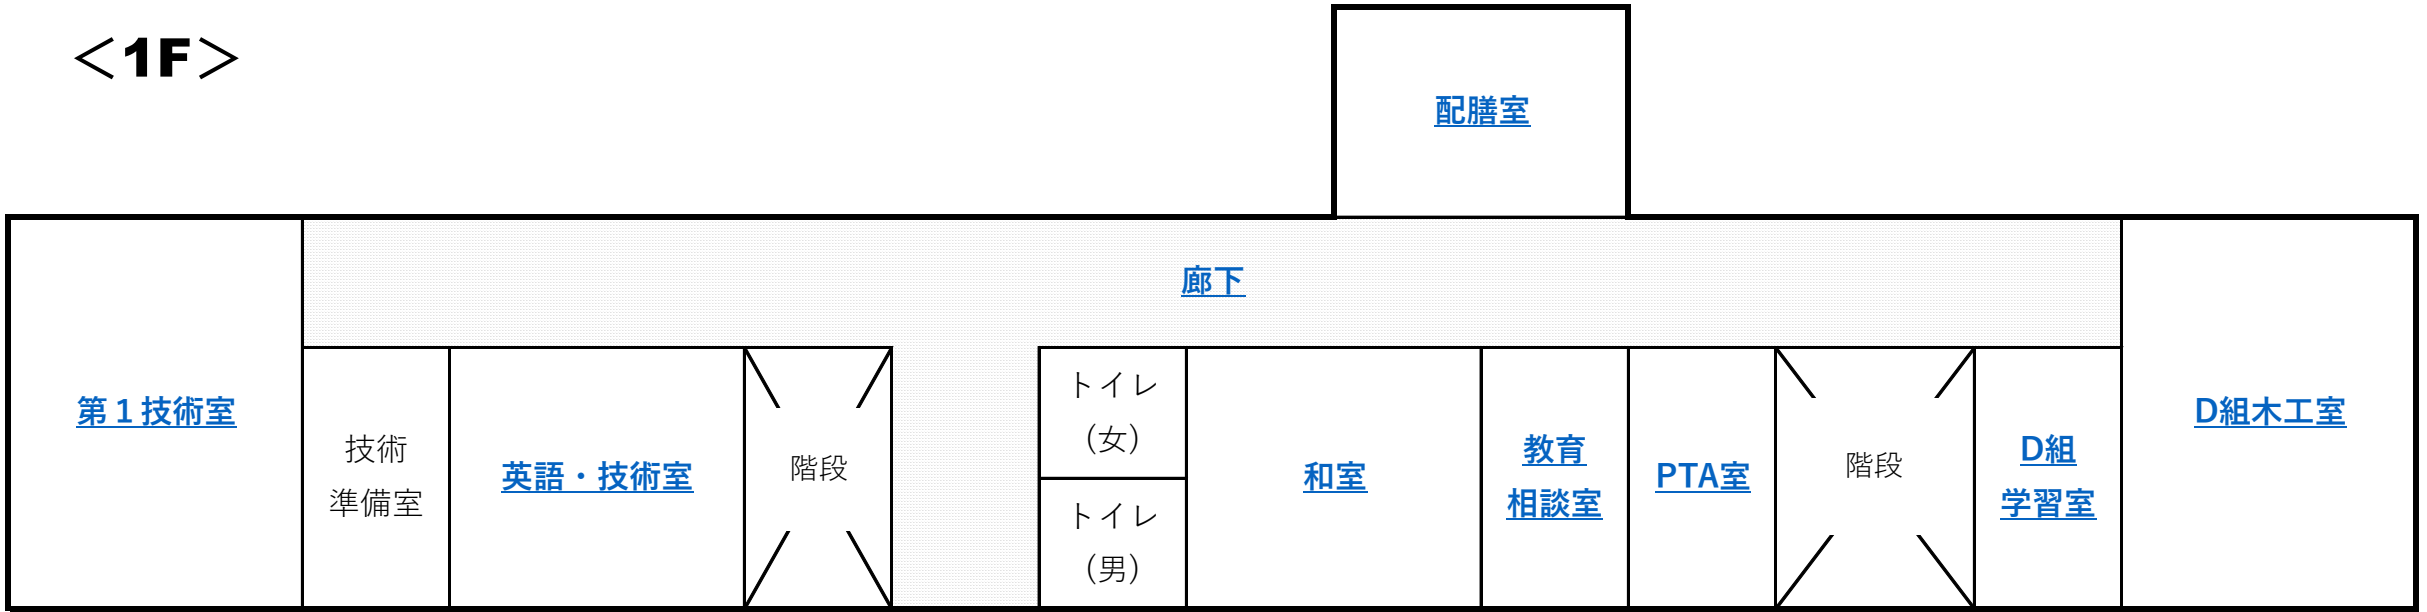 ＜1F＞
配膳室
廊下
第１技術室
技術
準備室
英語・技術室
階段
トイレ
（女）
トイレ
（男）
和室
教育
相談室
PTA室
階段
D組
学習室
D組木工室